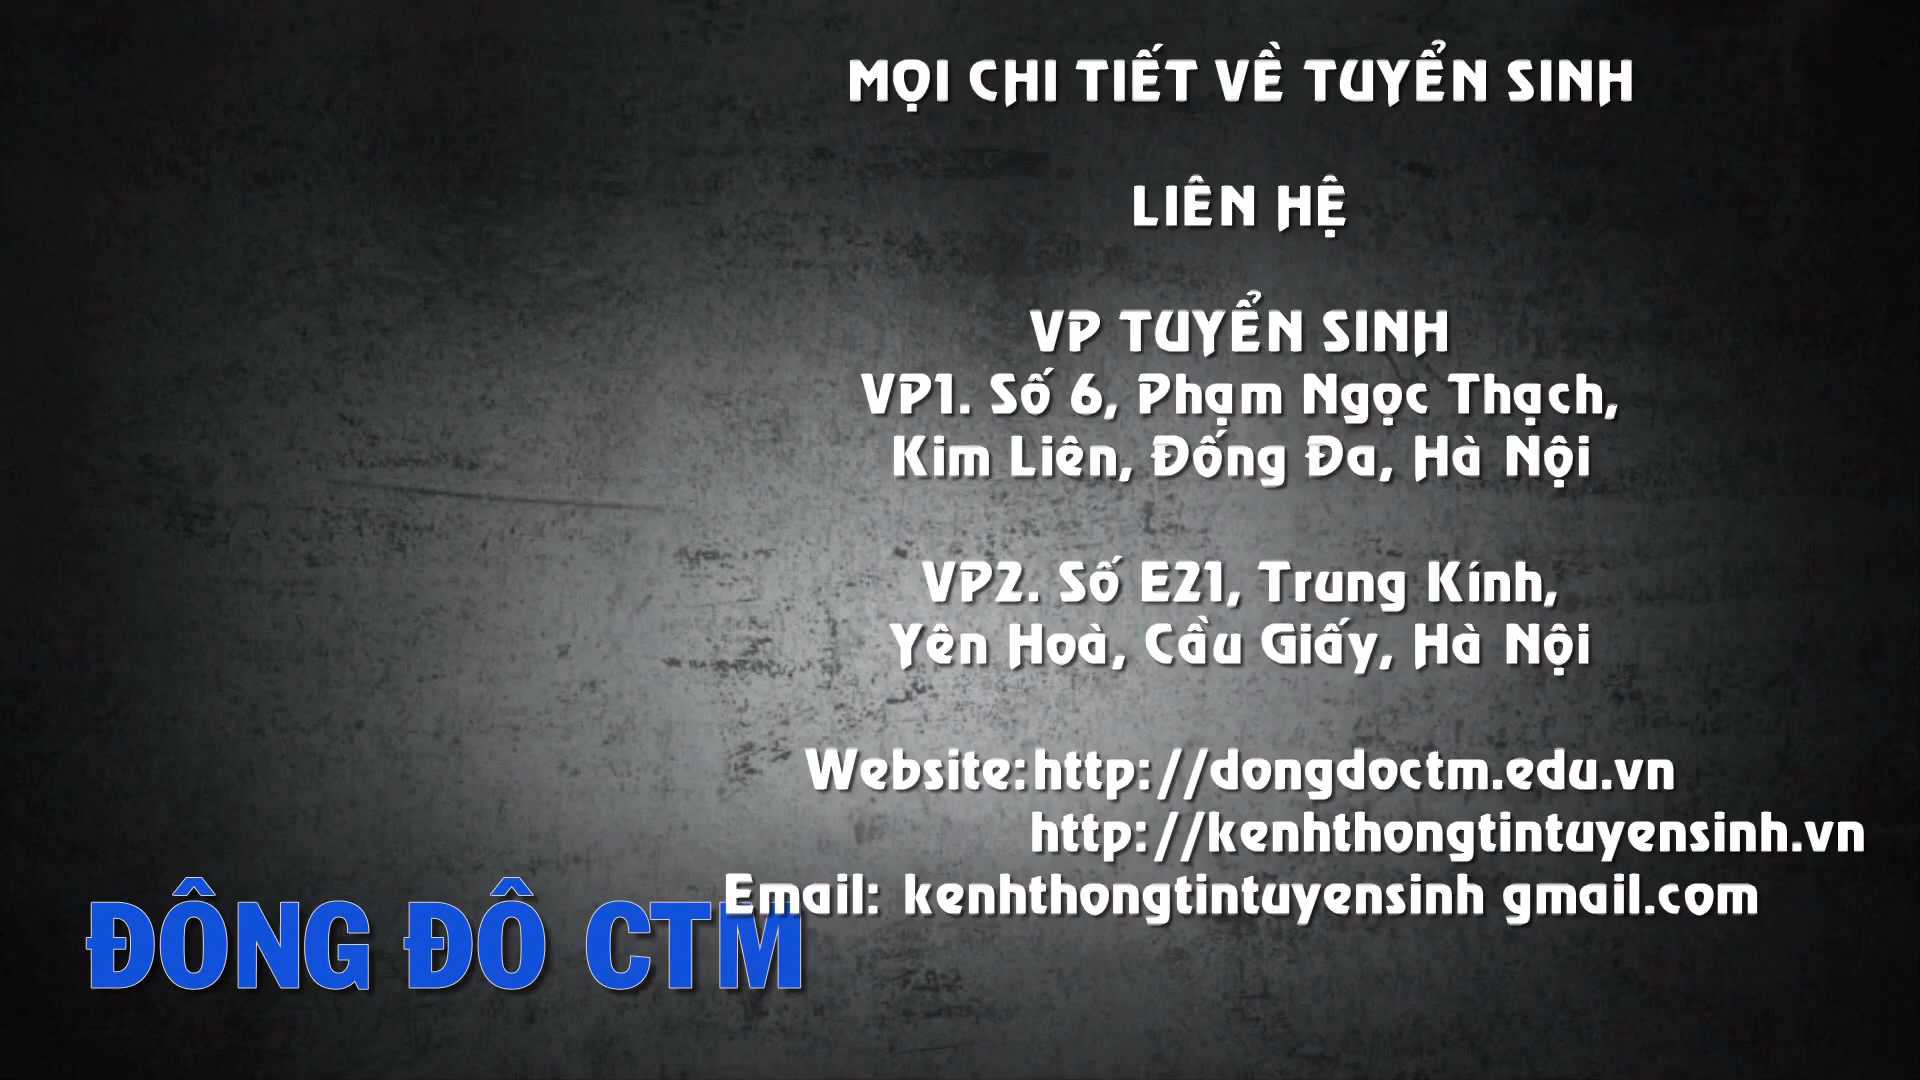 MỌI CHI TIẾT VỀ TUYỂN SINH
LIÊN HỆ
VP TUYỂN SINH
VP1. Số 6, Phạm Ngọc Thạch,
Kim Liên, Đống Đa, Hà Nội
VP2. Số E21, Trung Kính,
Yên Hoà, Cầu Giấy, Hà Nội
Website:http://dongdoctm.edu.vn
http://kenhthongtintuyensinh.vn
Email: kenhthongtintuyensinh gmail.com
ĐÔNG ĐÔ CTM